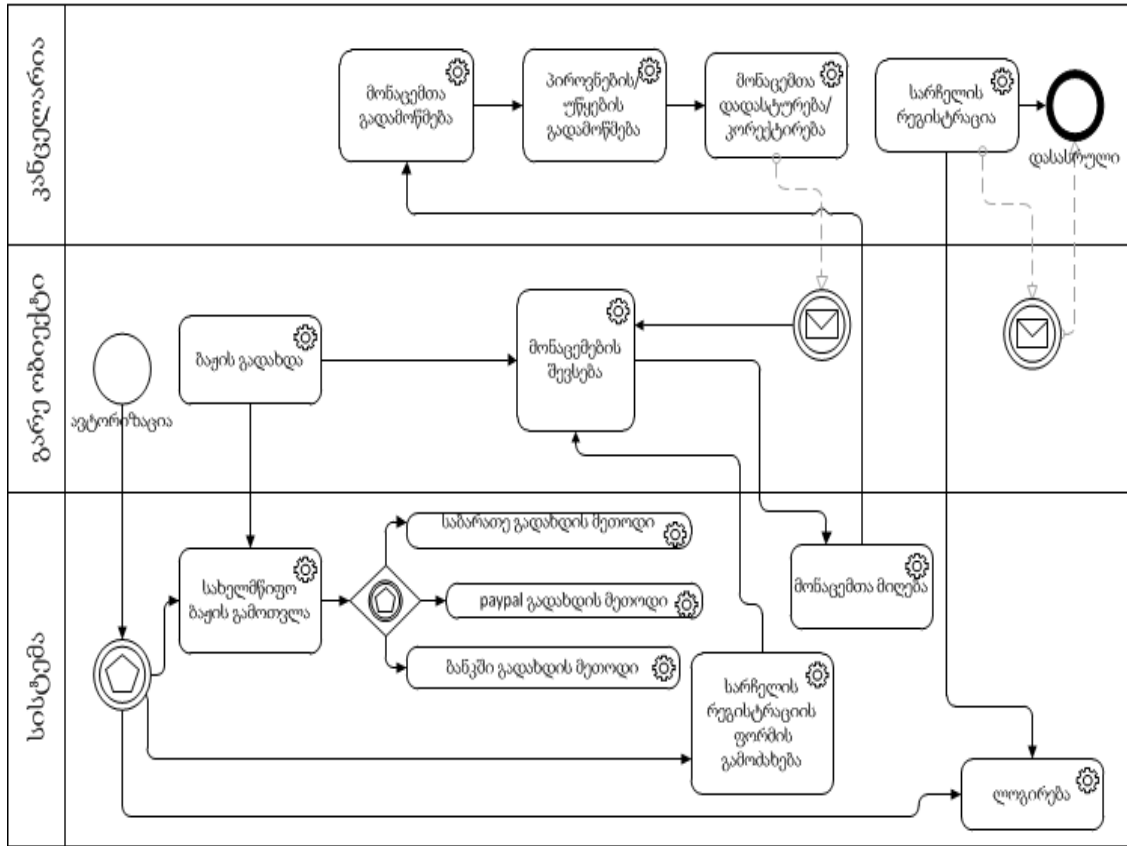 კანცელარია
მონაცემთა
გადამოწმება
პიროვნების/
უწყების
გადამოწმება
მონაცემთა
დადასტურება/
კორექტირება
სარჩელის
რეგისტრაცია
დასასრული
გარე ობიექტი
ავტორიზაცია
ბაჟის გადახდა
მონაცემების
შევსება
სისტემა
სახელმწიფო
ბაჟის გამოთვლა
საბარათე გადახდის მეთოდი
paypal გადახდის მეთოდი
ბანკში გადახდის მეთოდი
სარჩელის
რეგისტრაციის
ფორმის
გამოძახება
მონაცემთა მიღება
ლოგირება